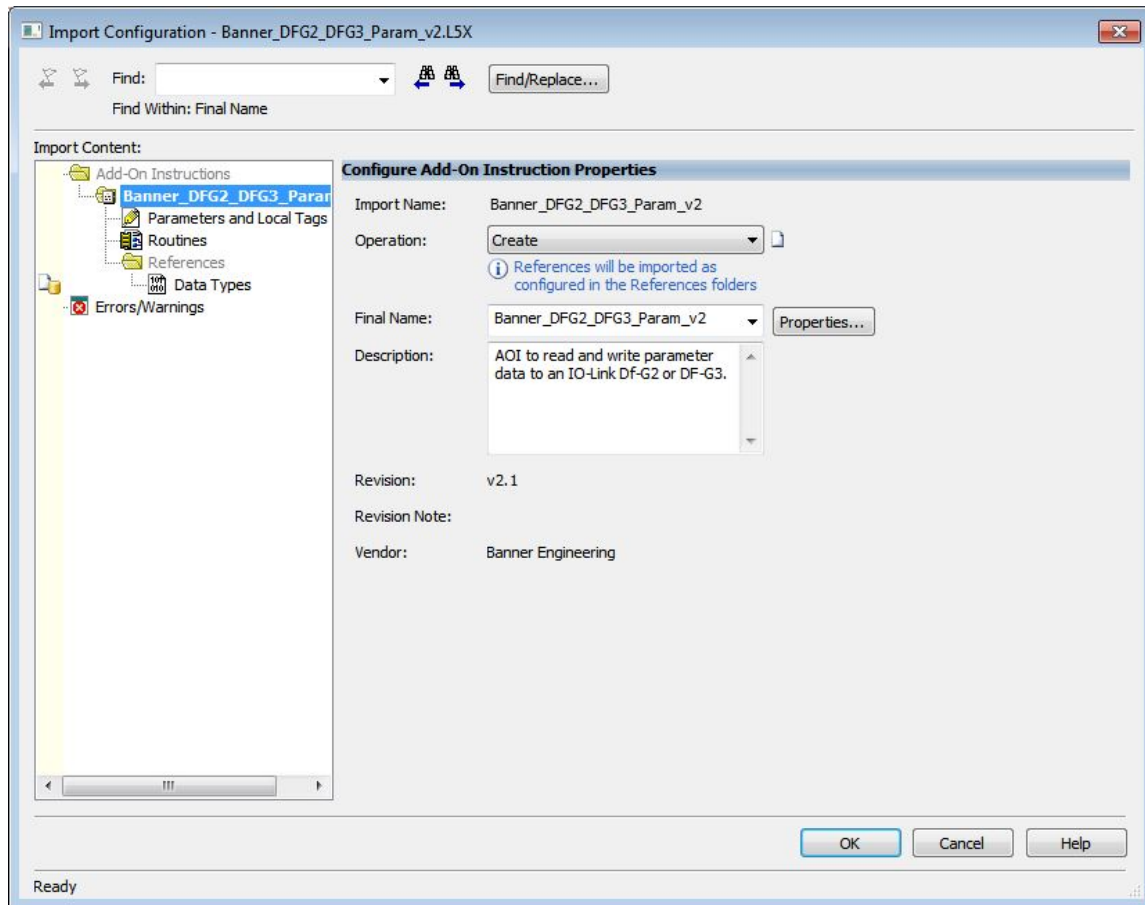 Import Configuration - Banner_DFG2_DFG3_Param_v2.L5X
Find:
Find/Replace...
Find Within: Final Name
Import Content:
Add-On Instructions
Banner_DFG2_DFG3_Parar
Parameters and Local Tags
Routines
References
Data Types
Errors/Warnings
Configure Add-On Instruction Properties
Import Name: Banner_DFG2_DFG3_Param_v2
Operation: Create
References will be imported as
configured in the References folders
Final Name: Banner_DFG2_DFG3_Param_v2 Properties...
Description: AOI to read and write parameter
data to an IO-Link Df-G2 or DF-G3.
Revision: v2.1
Revision Note:
Vendor: Banner Engineering
OK Cancel Help
Ready